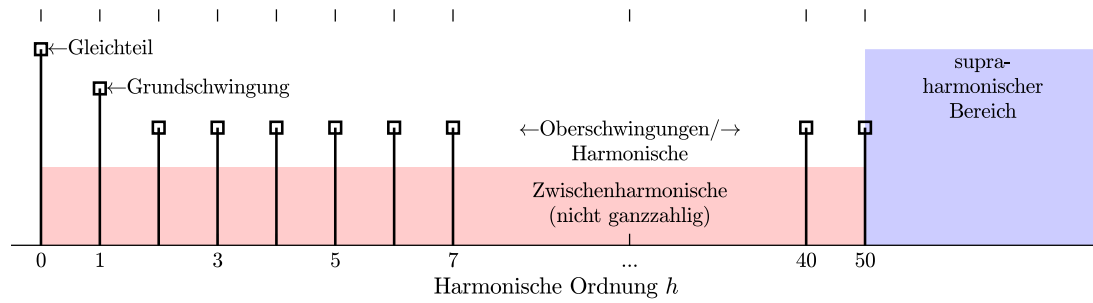 ←Gleichteil
←Grundschwingung
←Oberschwingungen/→
Harmonische
supra-
harmonischer
Bereich
Zwischenharmonische
(nicht ganzzahlig)
0 1 3 5 7 ... 40 50
Harmonische Ordnung h